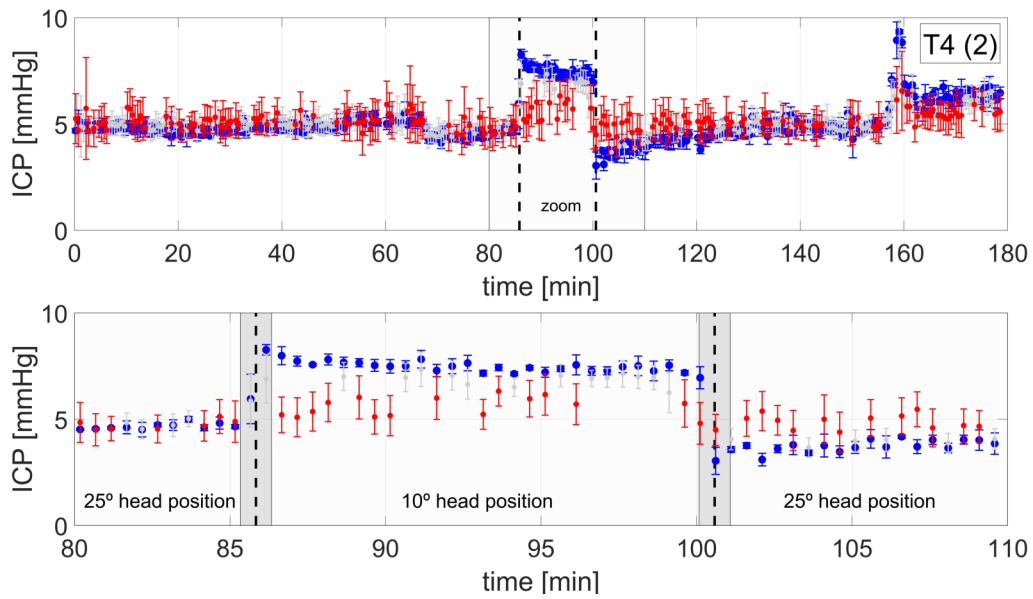 10
T4 (2)
ICP [mmHg]
5
zoom
0
0 20 40 60 80 100 120 140 160 180
time [min]
10
ICP [mmHg]
5
25º head position 10º head position 25º head position
0
80 85 90 95 100 105 110
time [min]